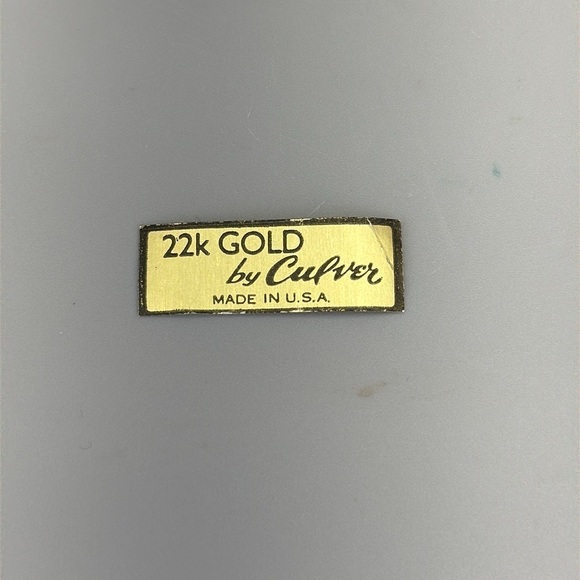 22k GOLD
by Culver
MADE IN U.S.A.